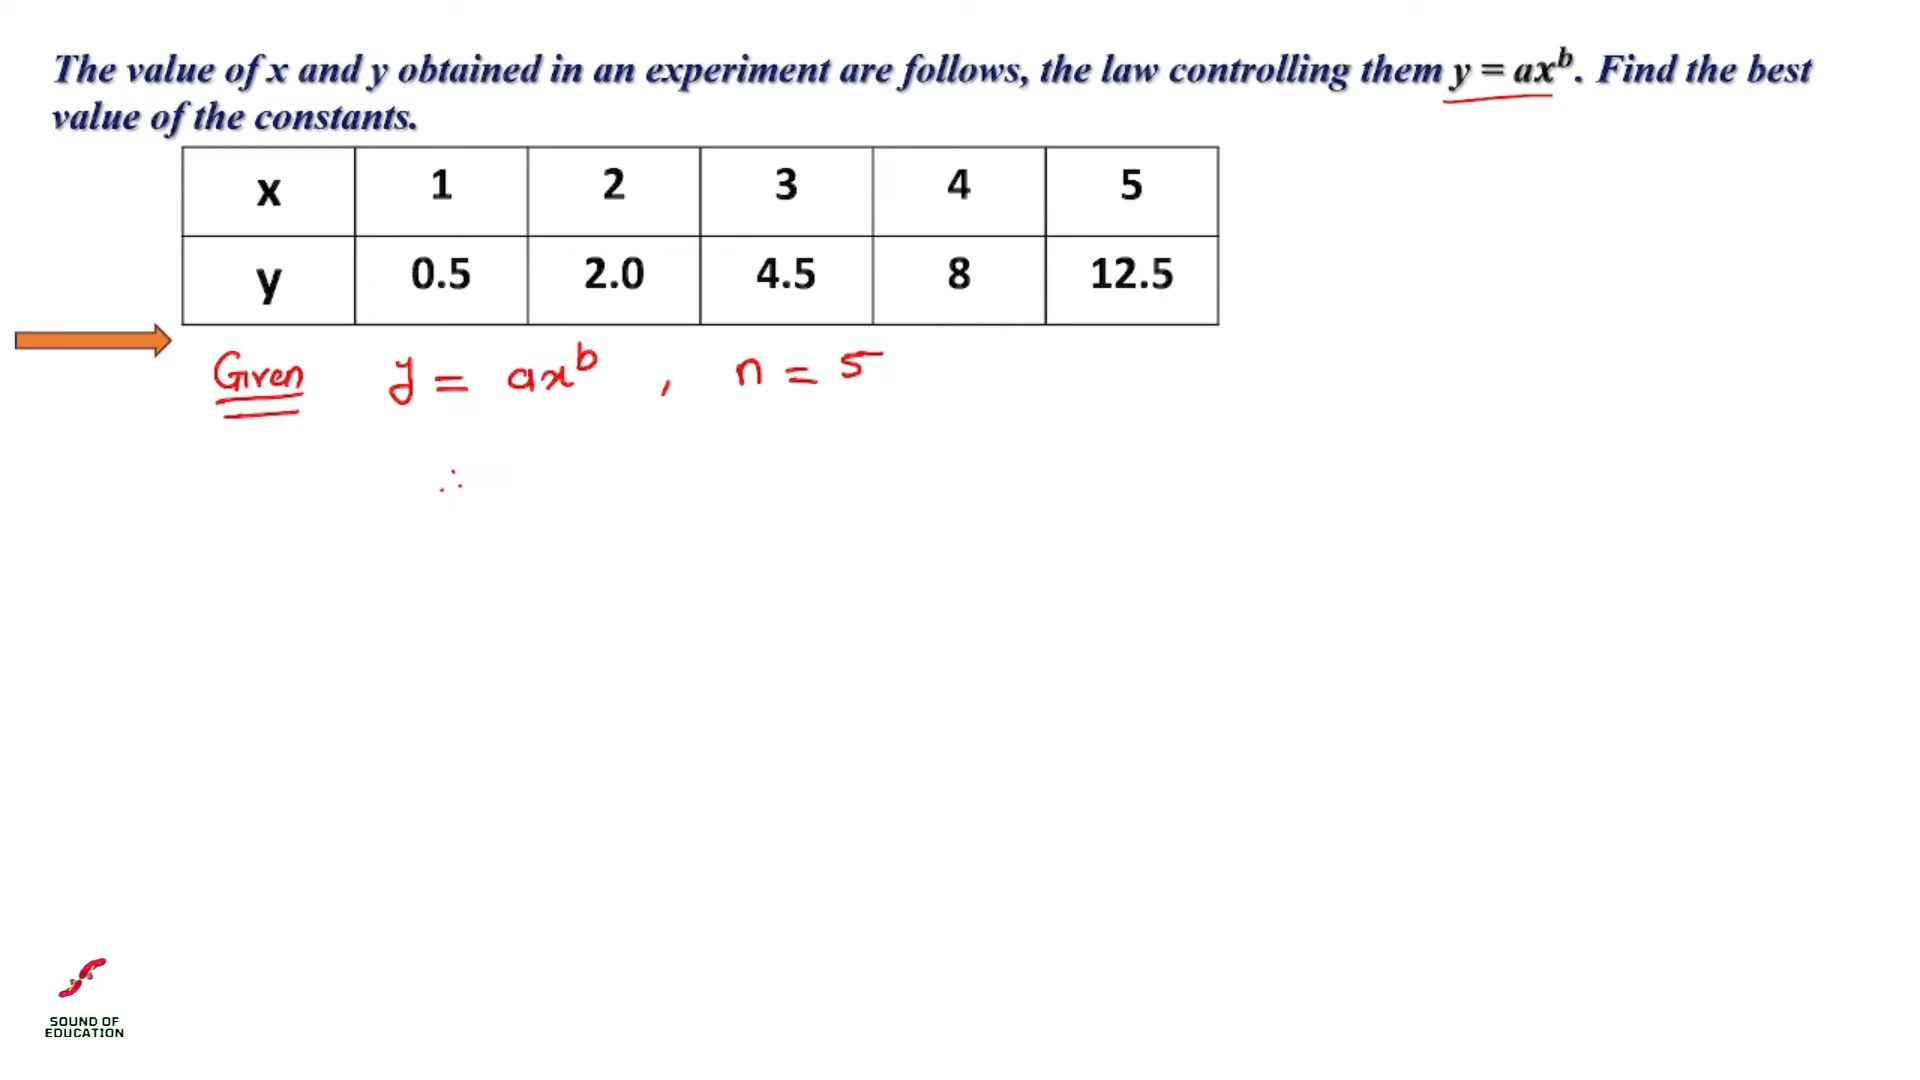 The value of x and y obtained in an experiment are follows, the law controlling them y = axᵇ. Find the best
value of the constants.
x 1 2 3 4 5
y 0.5 2.0 4.5 8 12.5
Given y = axᵇ , n = 5
∴
SOUND OF
EDUCATION